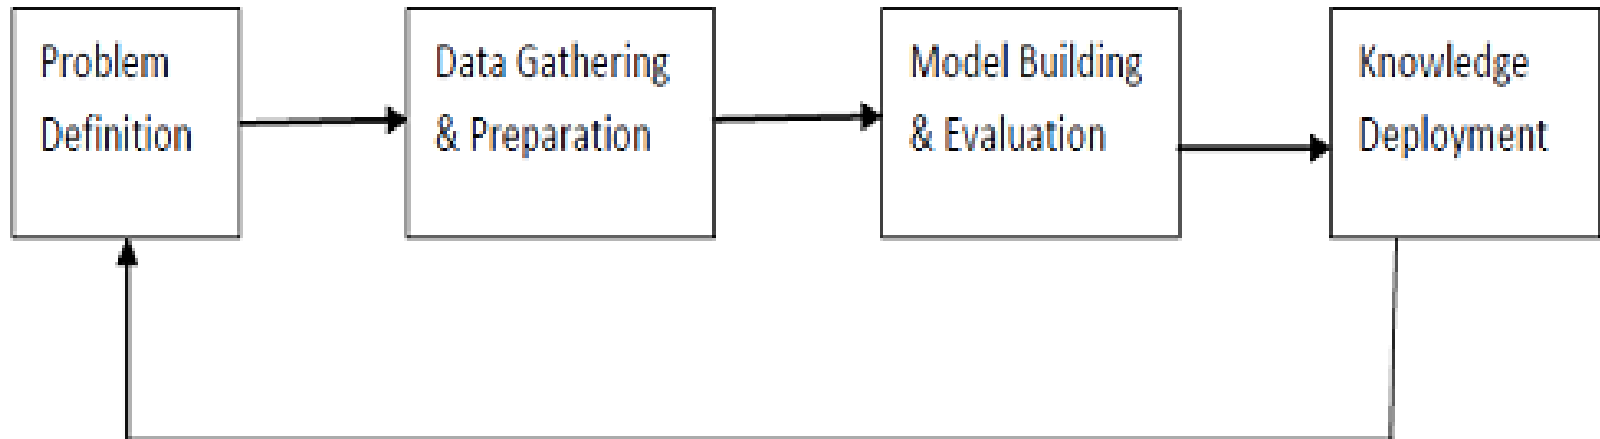 Problem
Definition
Data Gathering
& Preparation
Model Building
& Evaluation
Knowledge
Deployment